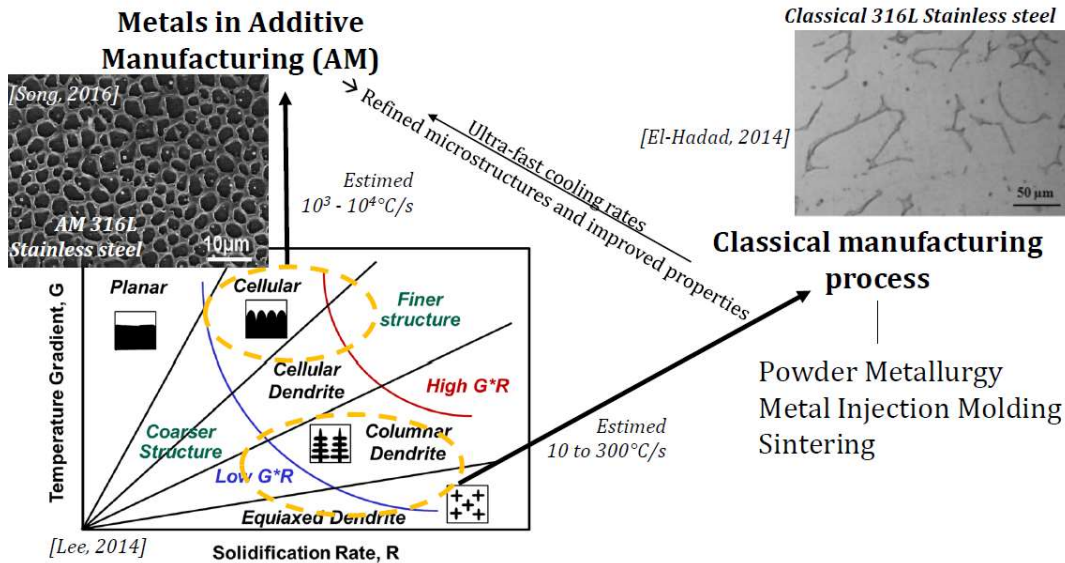 Metals in Additive
Manufacturing (AM)
Classical 316L Stainless steel
[Song, 2016]
AM 316L
Stainless steel
10µm
Estimed
10³ - 10⁴°C/s
Ultra-fast cooling rates
Refined microstructures and improved properties
[El-Hadad, 2014]
50 µm
Classical manufacturing
process
Powder Metallurgy
Metal Injection Molding
Sintering
Estimed
10 to 300°C/s
Temperature Gradient, G
Planar
Cellular
Finer
structure
Cellular
Dendrite
High G*R
Coarser
Structure
Columnar
Dendrite
Low G*R
Equiaxed Dendrite
[Lee, 2014]
Solidification Rate, R